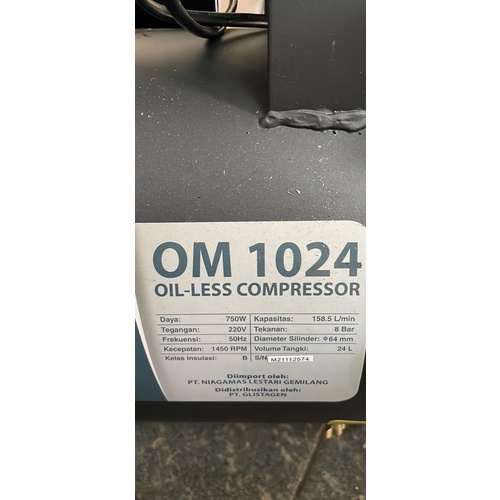 OM 1024
OIL-LESS COMPRESSOR
Daya: 750W Kapasitas: 158.5 L/min
Tegangan: 220V Tekanan: 8 Bar
Frekuensi: 50Hz Diameter Silinder: Φ64 mm
Kecepatan: 1450 RPM Volume Tangki: 24 L
Kelas Insulasi: B S/N M21112574
Diimport oleh:
PT. NIAGAMAS LESTARI GEMILANG
Didistribusikan oleh:
PT. GLISTAGEN